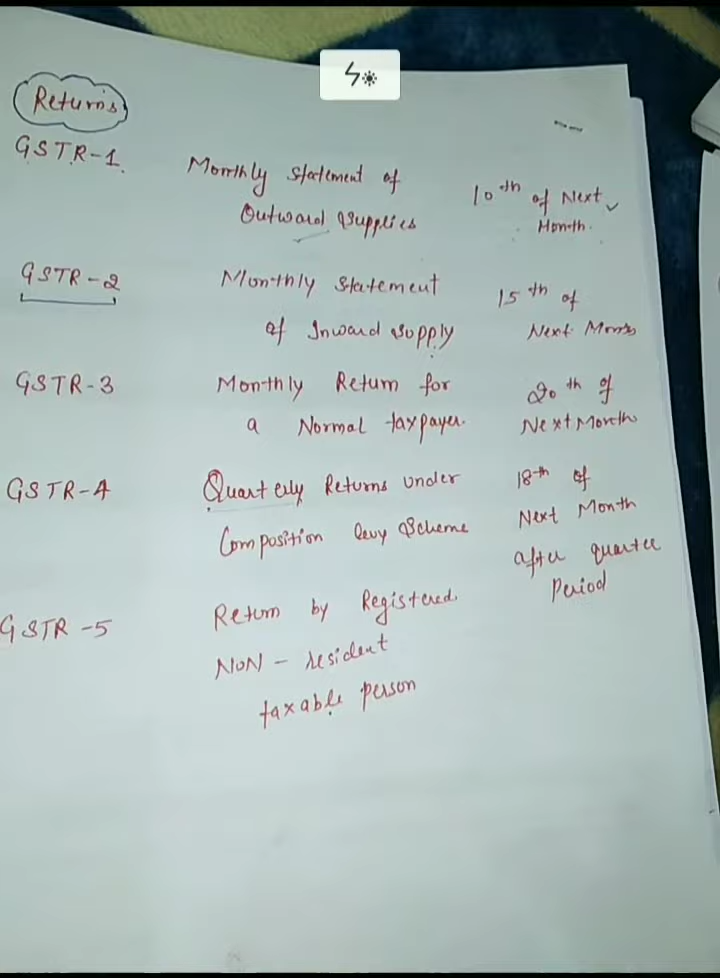 Returns
GSTR-1. Monthly Statement of 10th of Next
Outward Supplies Month.
GSTR-2 Monthly Statement 15th of
of Inward Supply Next Month
GSTR-3 Monthly Return for 20th of
a Normal taxpayer. Next Month
GSTR-4 Quarterly Returns under 18th of
Composition levy Scheme Next Month
after quarter
Period
GSTR-5 Return by Registered.
NON - resident
taxable person